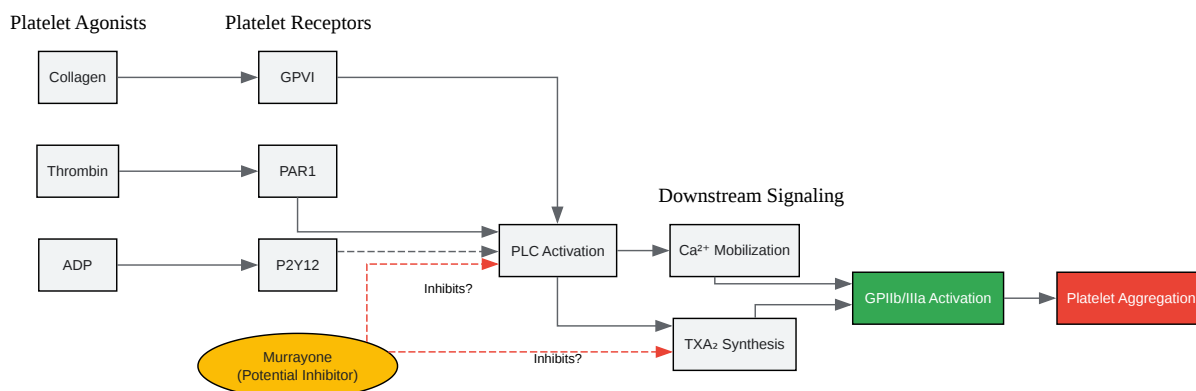 Platelet Agonists
Platelet Receptors
Collagen
GPVI
Thrombin
PAR1
Downstream Signaling
ADP
P2Y12
PLC Activation
Ca²⁺ Mobilization
Inhibits?
GPIIb/IIIa Activation
Platelet Aggregation
TXA₂ Synthesis
Inhibits?
Murrayone
(Potential Inhibitor)